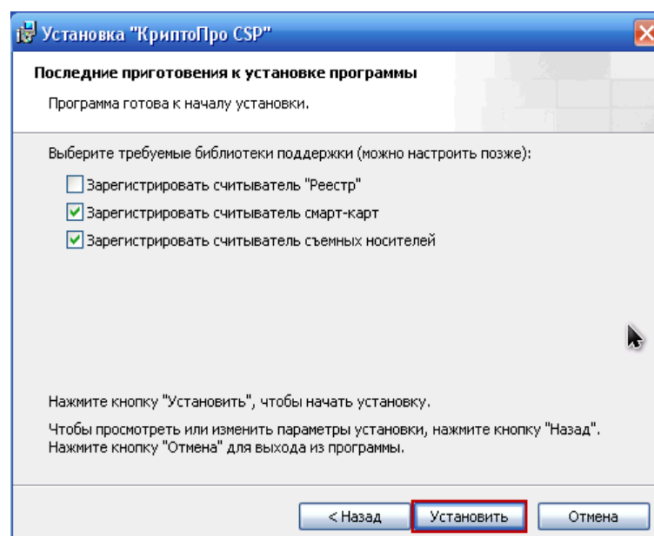 Установка "КриптоПро CSP"
Последние приготовения к установке программы
Программа готова к началу установки.
Выберите требуемые библиотеки поддержки (можно настроить позже):
Зарегистрировать считыватель "Реестр"
Зарегистрировать считыватель смарт-карт
Зарегистрировать считыватель съемных носителей
Нажмите кнопку "Установить", чтобы начать установку.
Чтобы просмотреть или изменить параметры установки, нажмите кнопку "Назад".
Нажмите кнопку "Отмена" для выхода из программы.
< Назад Установить Отмена